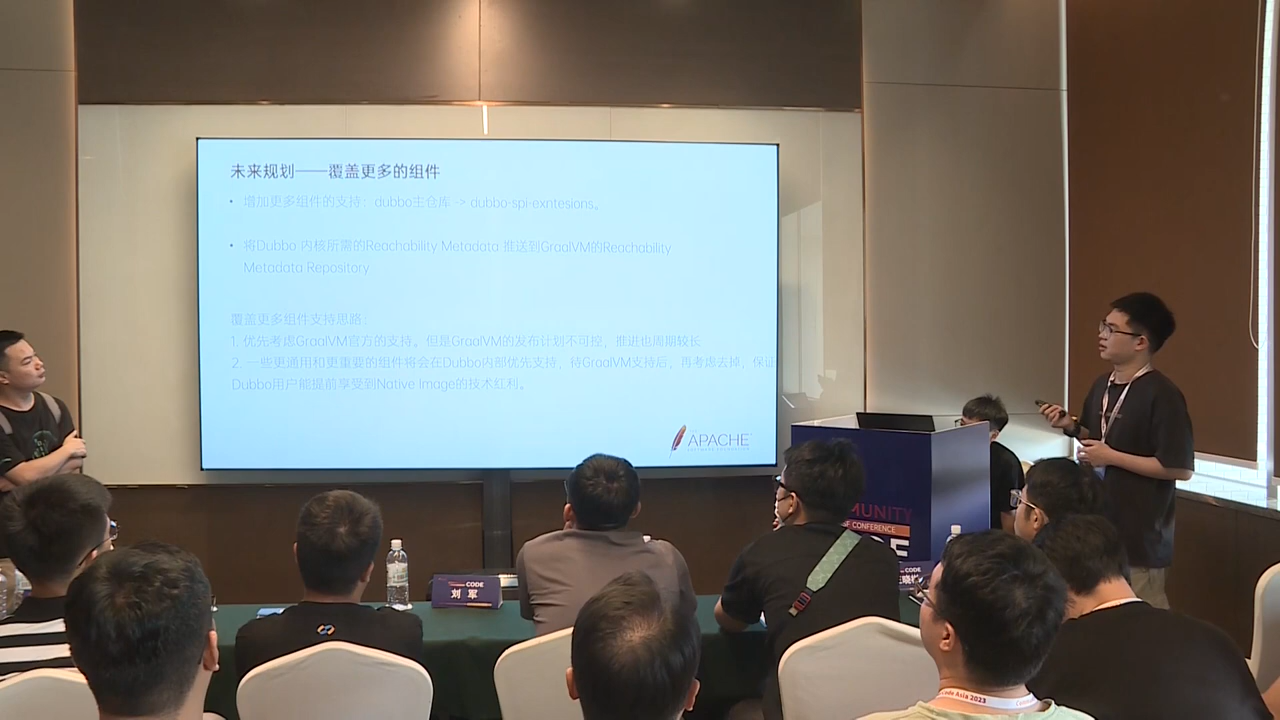 未来规划——覆盖更多的组件
• 增加更多组件的支持：dubbo主仓库 -> dubbo-spi-exntesions。
• 将Dubbo 内核所需的Reachability Metadata 推送到GraalVM的Reachability
Metadata Repository
覆盖更多组件支持思路：
1. 优先考虑GraalVM官方的支持。但是GraalVM的发布计划不可控，推进也周期较长
2. 一些更通用和更重要的组件将会在Dubbo内部优先支持，待GraalVM支持后，再考虑去掉，保证
Dubbo用户能提前享受到Native Image的技术红利。
APACHE
SOFTWARE FOUNDATION
MUNITY
CONFERENCE
CODE
刘 军
CODE
Code Asia 2023